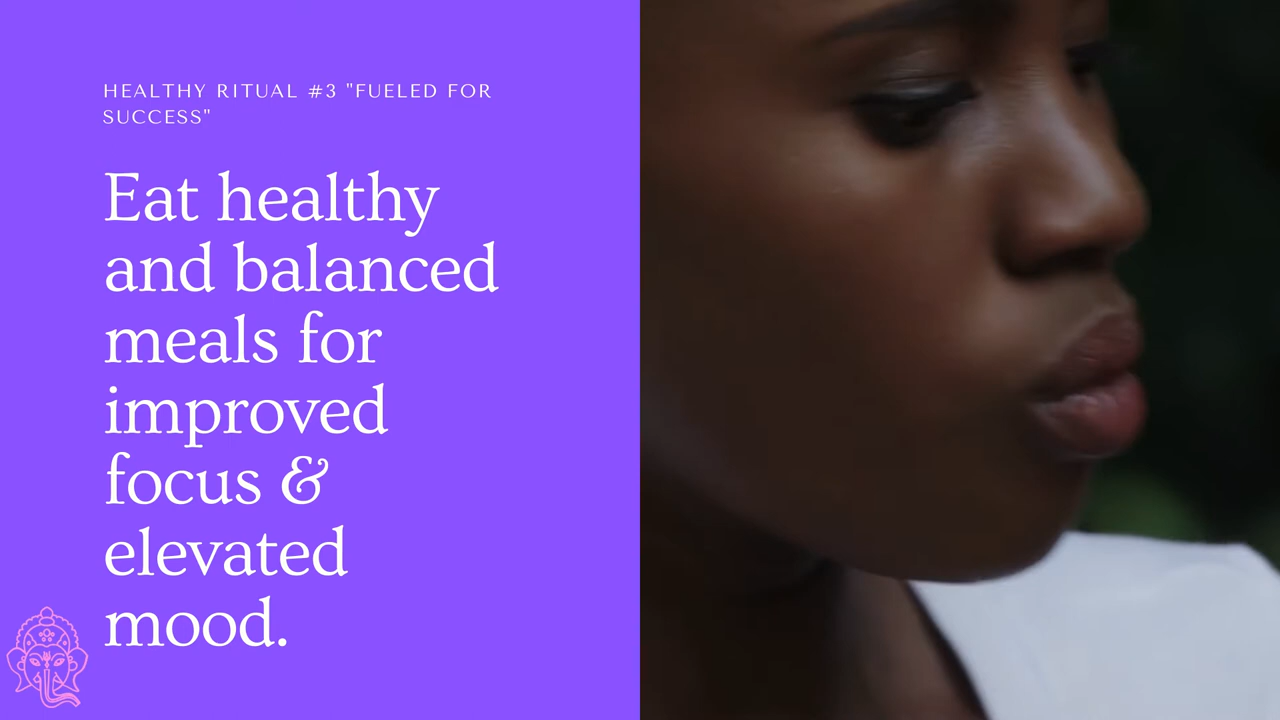 HEALTHY RITUAL #3 "FUELED FOR
SUCCESS"
Eat healthy
and balanced
meals for
improved
focus &
elevated
mood.